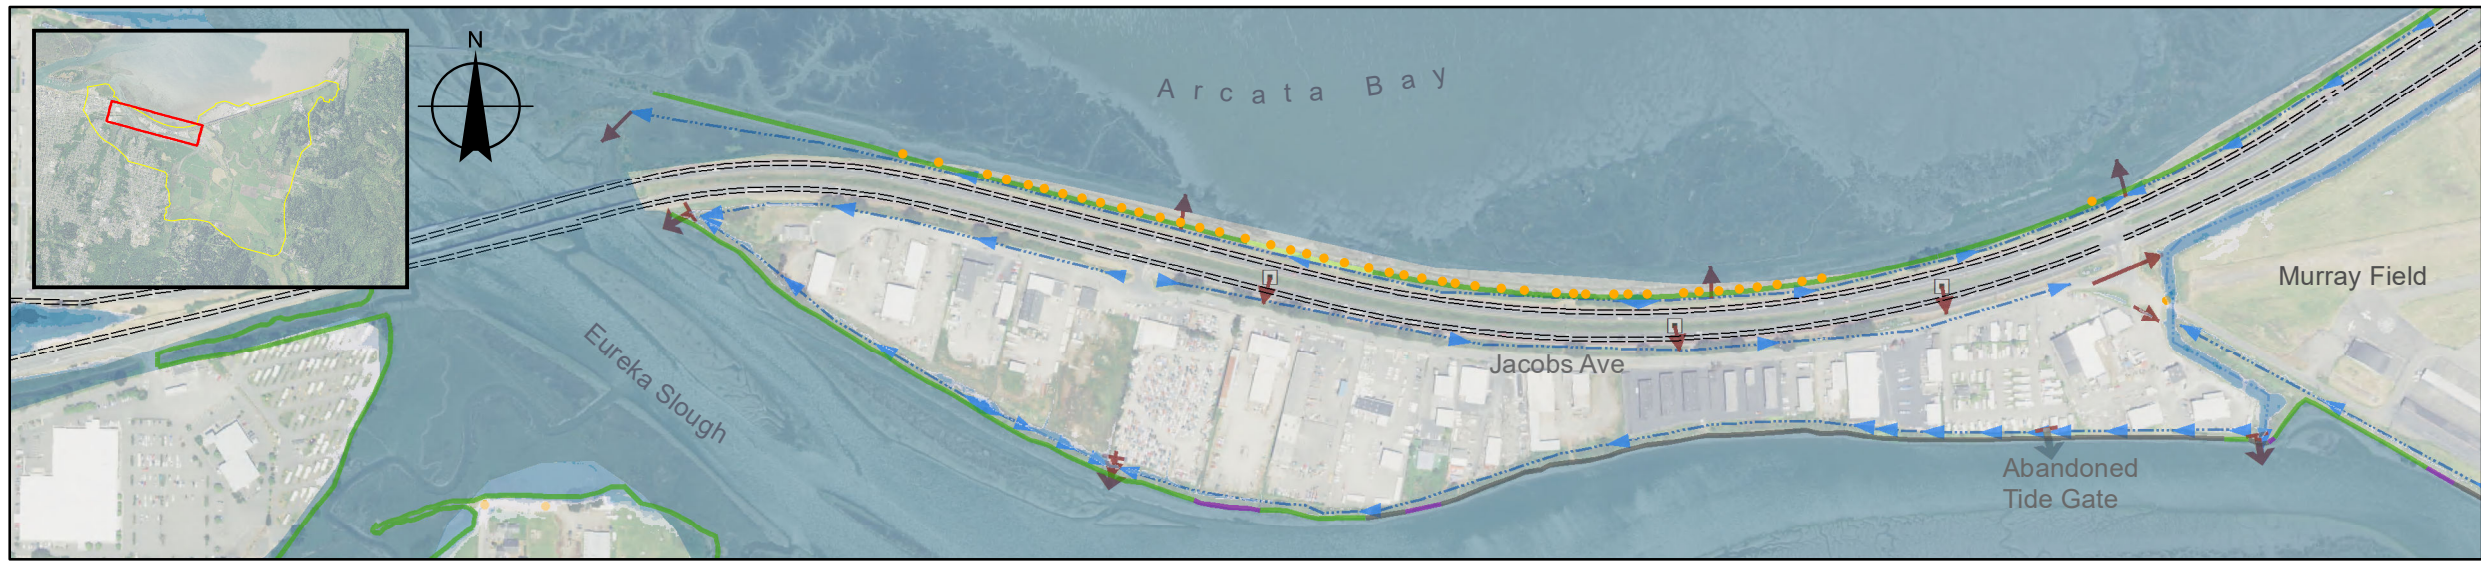 N
Arcata Bay
Murray Field
Eureka Slough
Jacobs Ave
Abandoned
Tide Gate